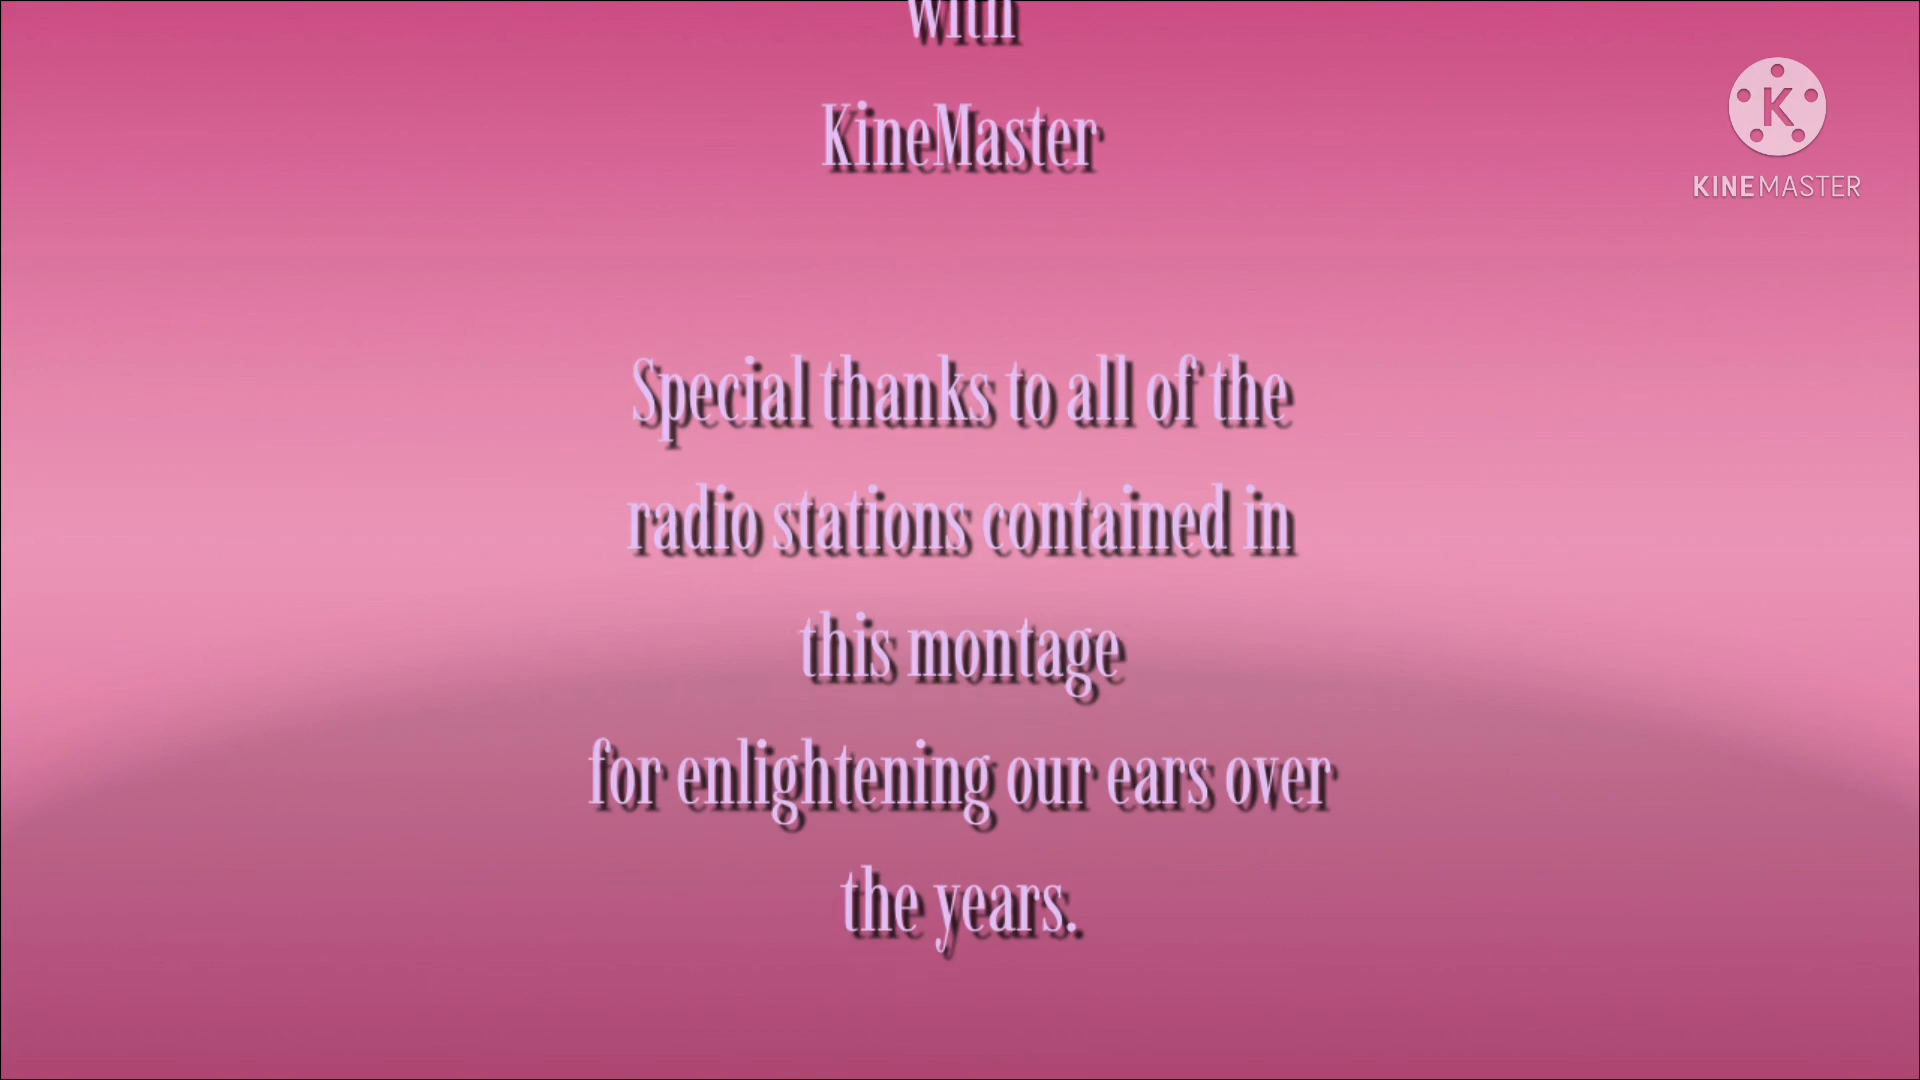 with
KineMaster
K
KINEMASTER
Special thanks to all of the
radio stations contained in
this montage
for enlightening our ears over
the years.